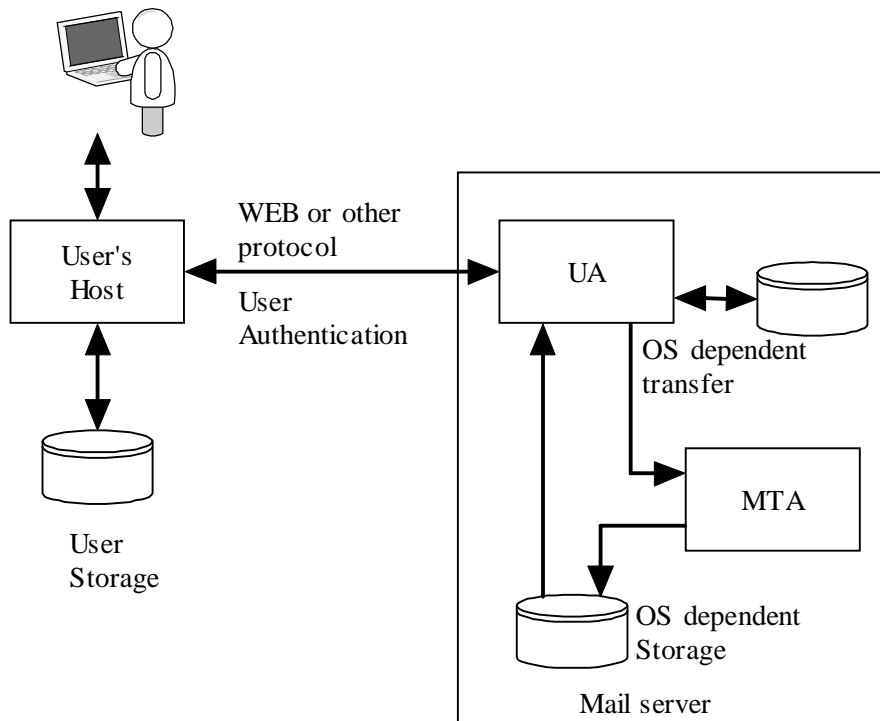 WEB or other
protocol
User's
Host
UA
User
Authentication
OS dependent
transfer
MTA
User
Storage
OS dependent
Storage
Mail server